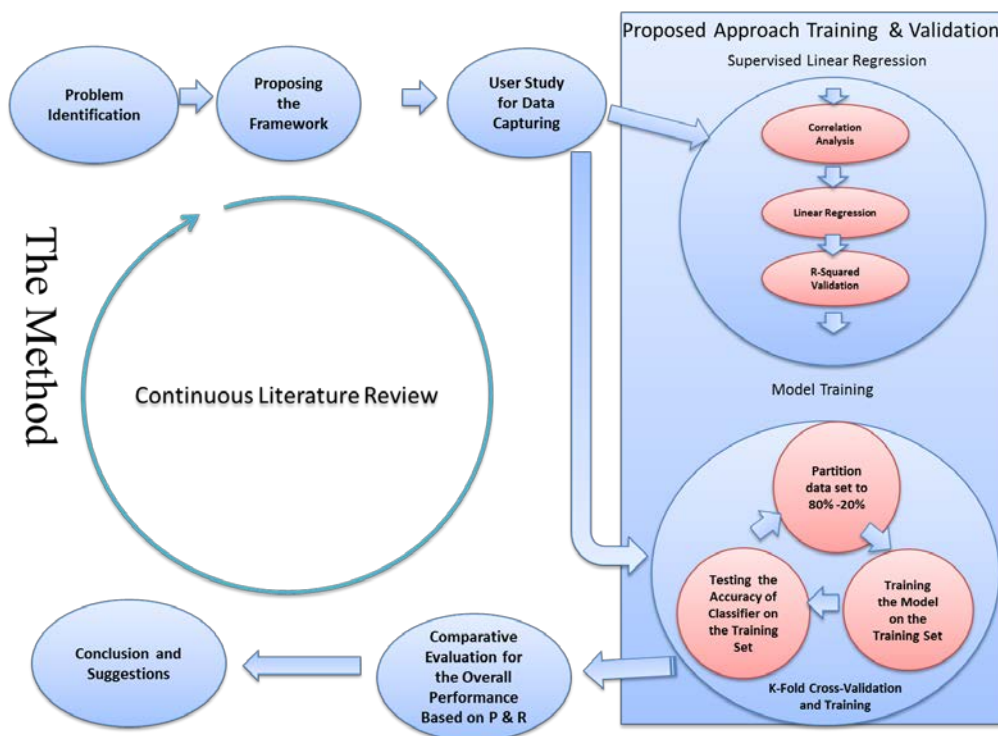 Proposed Approach Training & Validation
Supervised Linear Regression
Problem
Identification
Proposing
the
Framework
User Study
for Data
Capturing
Correlation
Analysis
Linear Regression
R-Squared
Validation
The Method
Continuous Literature Review
Model Training
Partition
data set to
80% -20%
Training
the Model
on the
Training Set
Testing the
Accuracy of
Classifier on
the Training
Set
K-Fold Cross-Validation
and Training
Comparative
Evaluation for
the Overall
Performance
Based on P & R
Conclusion and
Suggestions